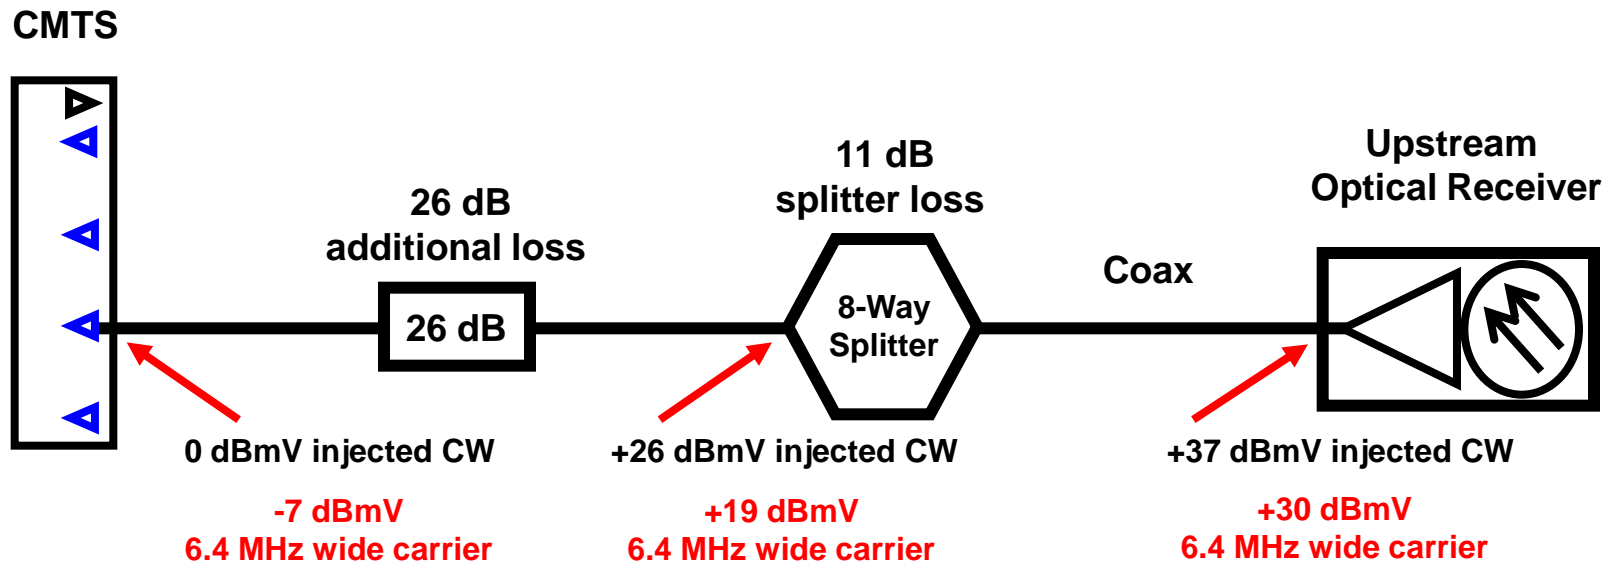 CMTS
26 dB
additional loss
26 dB
11 dB
splitter loss
8-Way
Splitter
Coax
Upstream
Optical Receiver
0 dBmV injected CW
-7 dBmV
6.4 MHz wide carrier
+26 dBmV injected CW
+19 dBmV
6.4 MHz wide carrier
+37 dBmV injected CW
+30 dBmV
6.4 MHz wide carrier